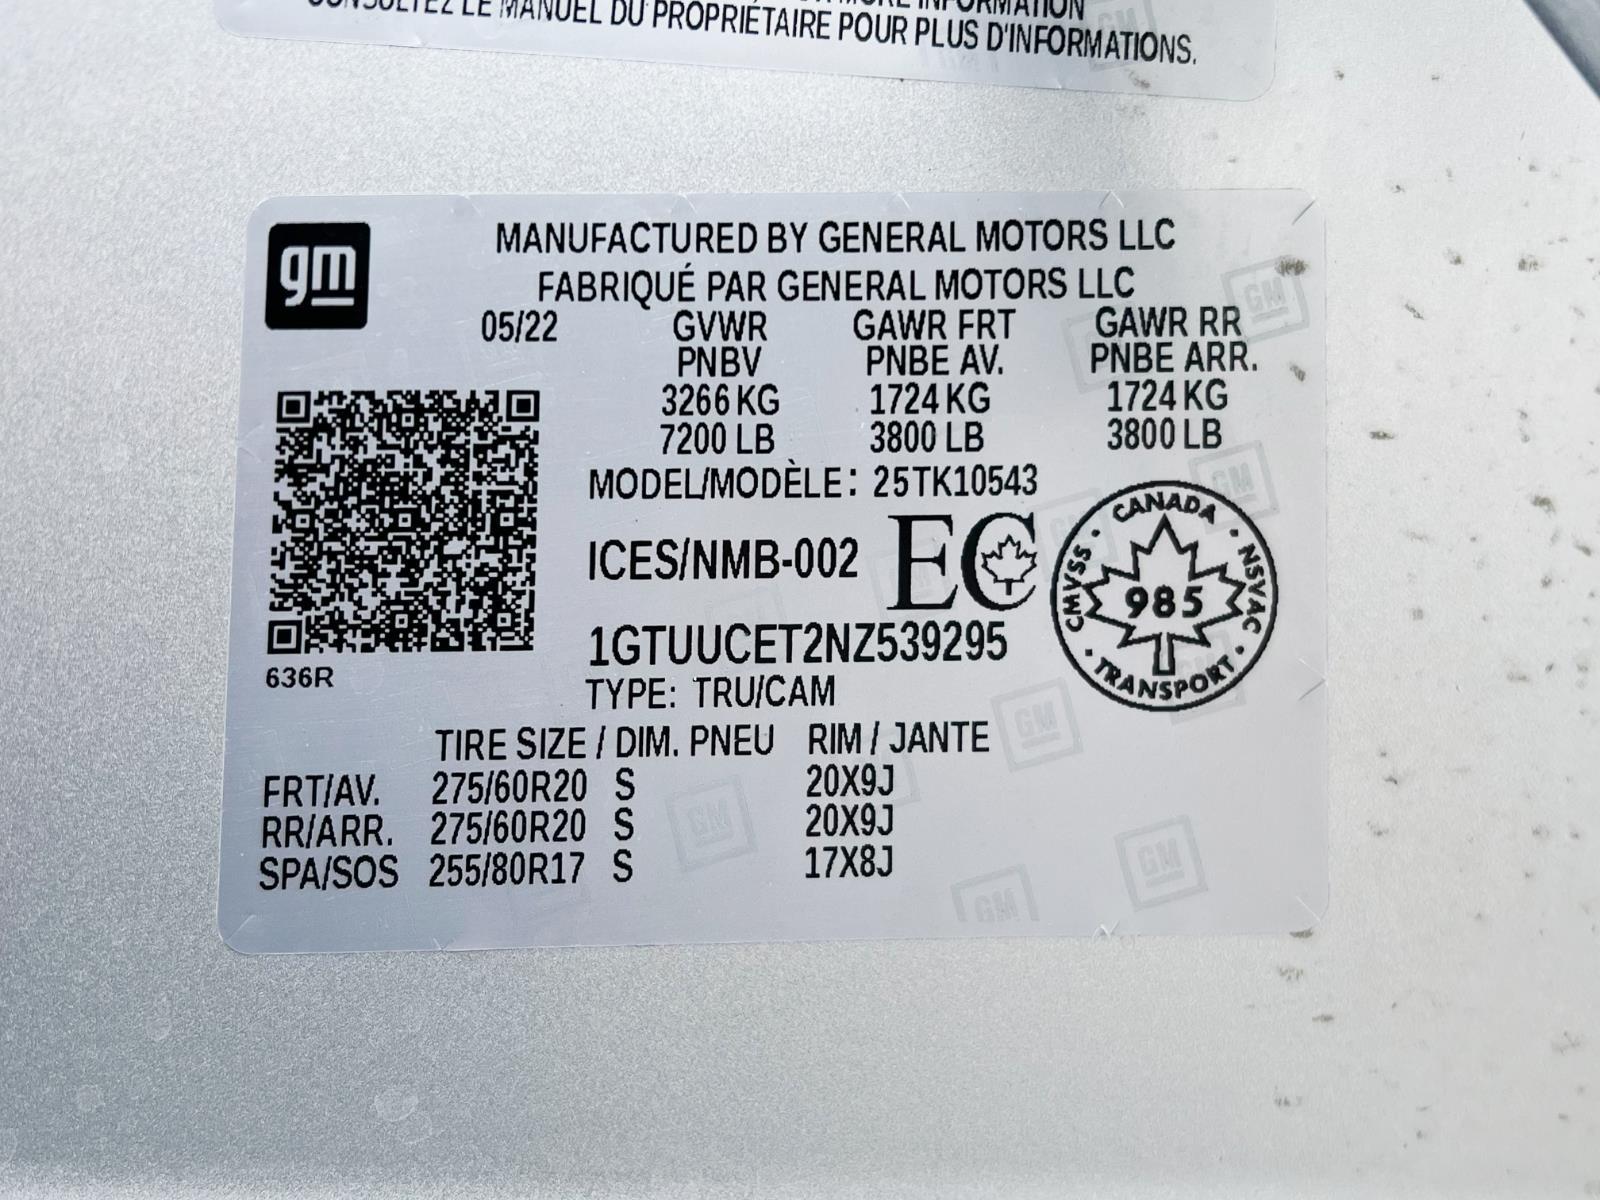 MORE INFORMATION
CONSULTEZ LE MANUEL DU PROPRIÉTAIRE POUR PLUS D'INFORMATIONS.
gm
MANUFACTURED BY GENERAL MOTORS LLC
FABRIQUÉ PAR GENERAL MOTORS LLC
05/22 GVWR GAWR FRT GAWR RR
PNBV PNBE AV. PNBE ARR.
3266 KG 1724 KG 1724 KG
7200 LB 3800 LB 3800 LB
MODEL/MODÈLE: 25TK10543
ICES/NMB-002 EC
CANADA
CMVSS · NSVAC
985
TRANSPORT
1GTUUCET2NZ539295
636R
TYPE: TRU/CAM
TIRE SIZE / DIM. PNEU RIM / JANTE
FRT/AV. 275/60R20 S 20X9J
RR/ARR. 275/60R20 S 20X9J
SPA/SOS 255/80R17 S 17X8J